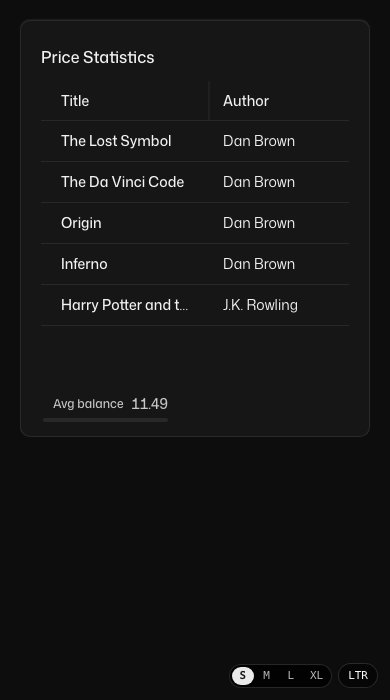 Price Statistics
Title Author
The Lost Symbol Dan Brown
The Da Vinci Code Dan Brown
Origin Dan Brown
Inferno Dan Brown
Harry Potter and t... J.K. Rowling
Avg balance 11.49
S M L XL LTR